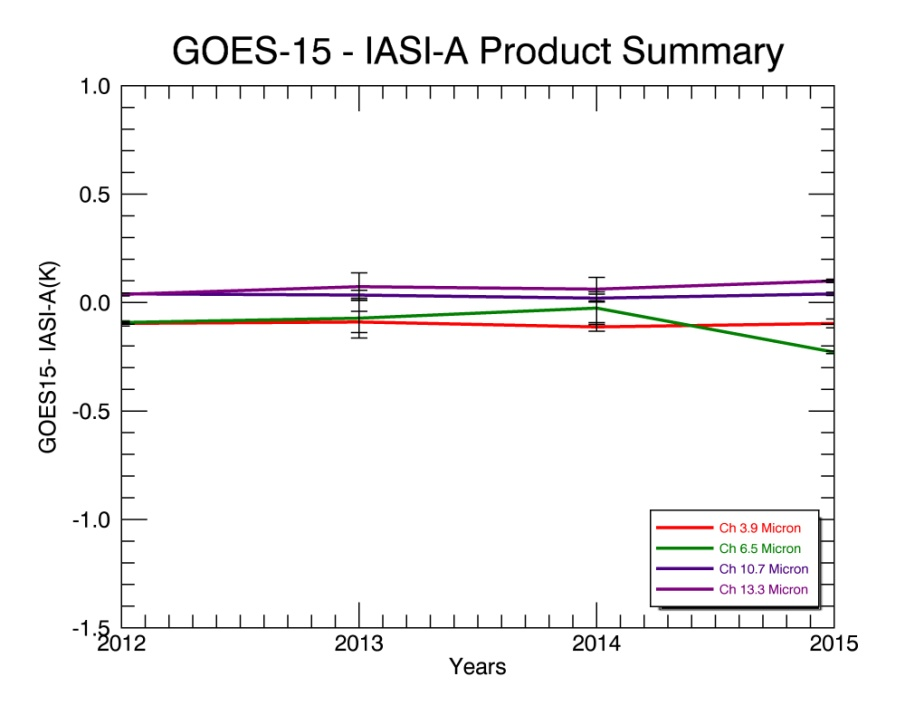 GOES-15 - IASI-A Product Summary
1.0
0.5
0.0
-0.5
-1.0
-1.5
GOES15- IASI-A(K)
2012
2013
2014
2015
Years
Ch 3.9 Micron
Ch 6.5 Micron
Ch 10.7 Micron
Ch 13.3 Micron